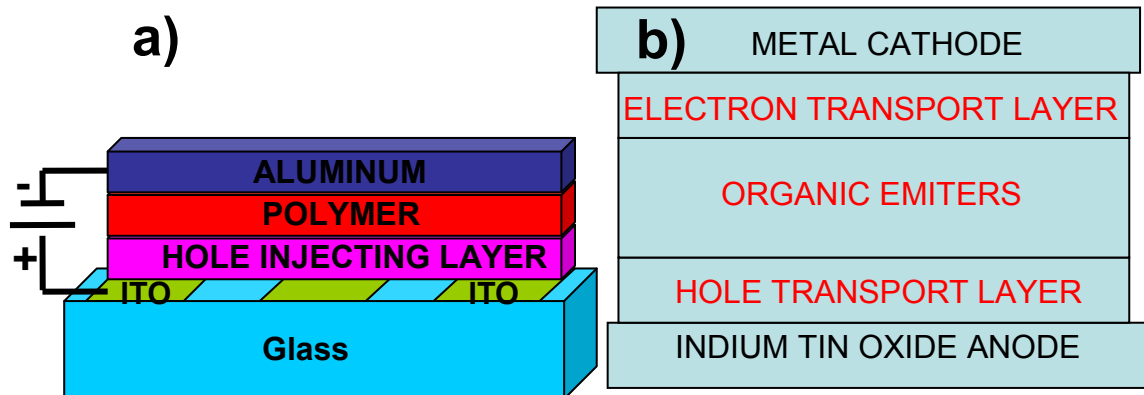 a)
-
+
ALUMINUM
POLYMER
HOLE INJECTING LAYER
ITO ITO
Glass
b)
METAL CATHODE
ELECTRON TRANSPORT LAYER
ORGANIC EMITERS
HOLE TRANSPORT LAYER
INDIUM TIN OXIDE ANODE